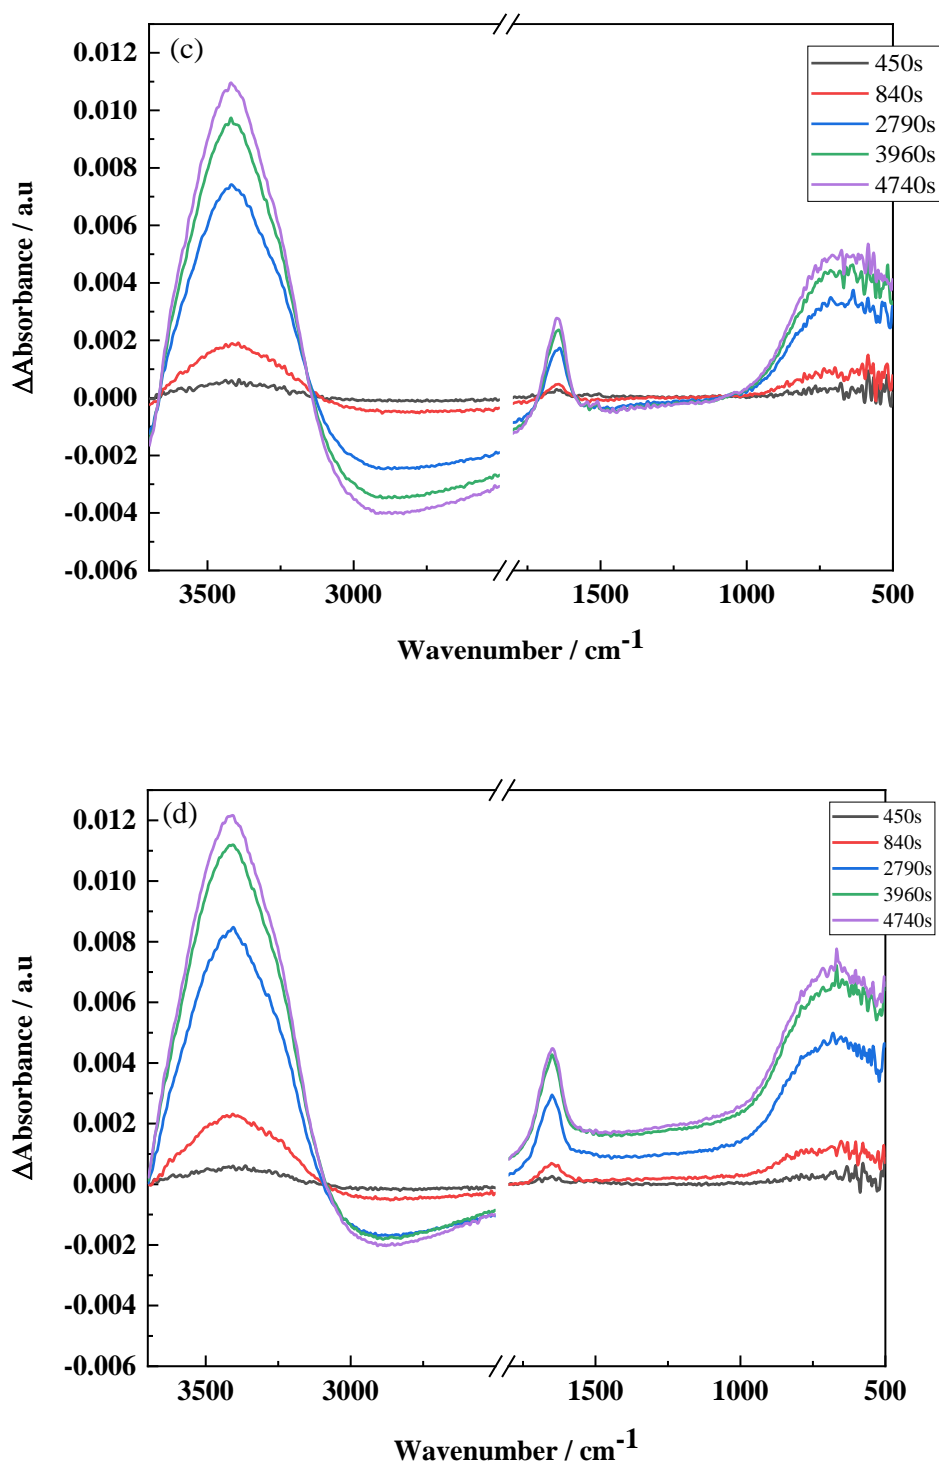 (c)
450s
840s
2790s
3960s
4740s
0.012
0.010
0.008
0.006
0.004
0.002
0.000
-0.002
-0.004
-0.006
ΔAbsorbance / a.u
3500 3000 1500 1000 500
Wavenumber / cm-1
(d)
450s
840s
2790s
3960s
4740s
0.012
0.010
0.008
0.006
0.004
0.002
0.000
-0.002
-0.004
-0.006
ΔAbsorbance / a.u
3500 3000 1500 1000 500
Wavenumber / cm-1